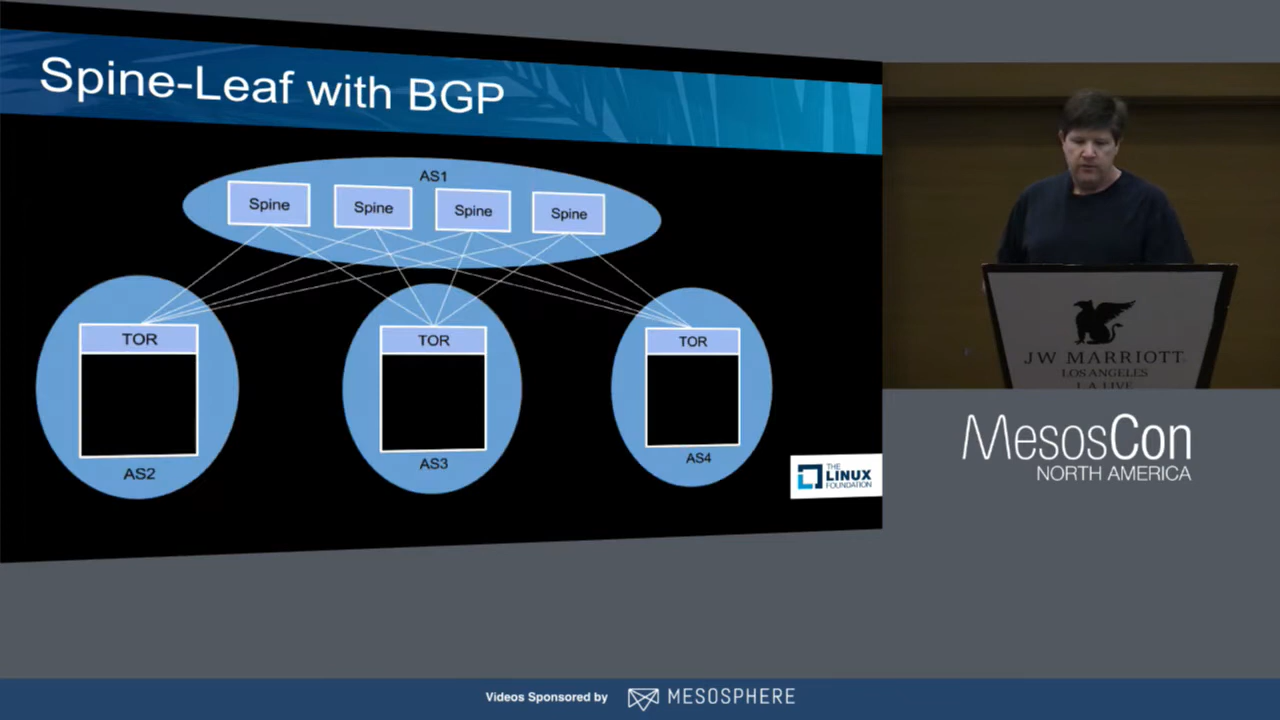 Spine-Leaf with BGP
AS1
Spine
Spine
Spine
Spine
TOR
TOR
TOR
AS2
AS3
AS4
THE
LINUX
FOUNDATION
JW MARRIOTT
LOS ANGELES
L.A. LIVE
MesosCon
NORTH AMERICA
Videos Sponsored by
MESOSPHERE